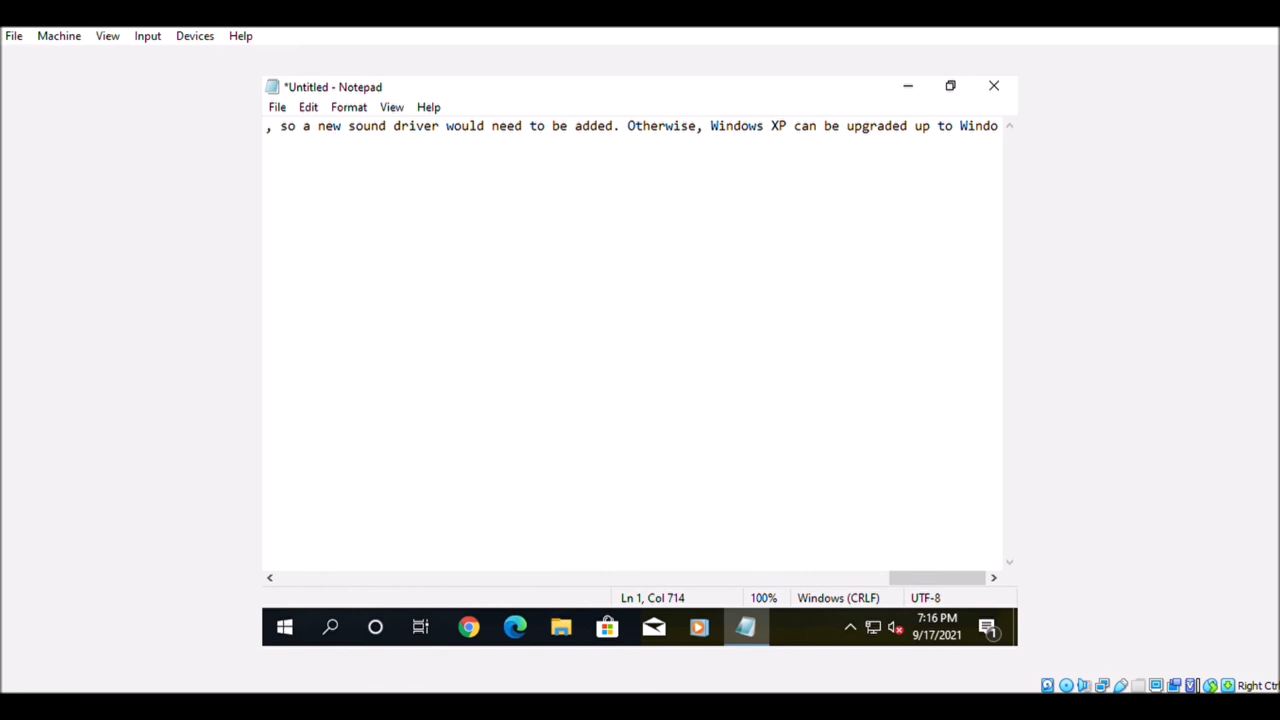 File Machine View Input Devices Help
*Untitled - Notepad
File Edit Format View Help
, so a new sound driver would need to be added. Otherwise, Windows XP can be upgraded up to Windo
Ln 1, Col 714 100% Windows (CRLF) UTF-8
7:16 PM
9/17/2021
1
Right Ctr